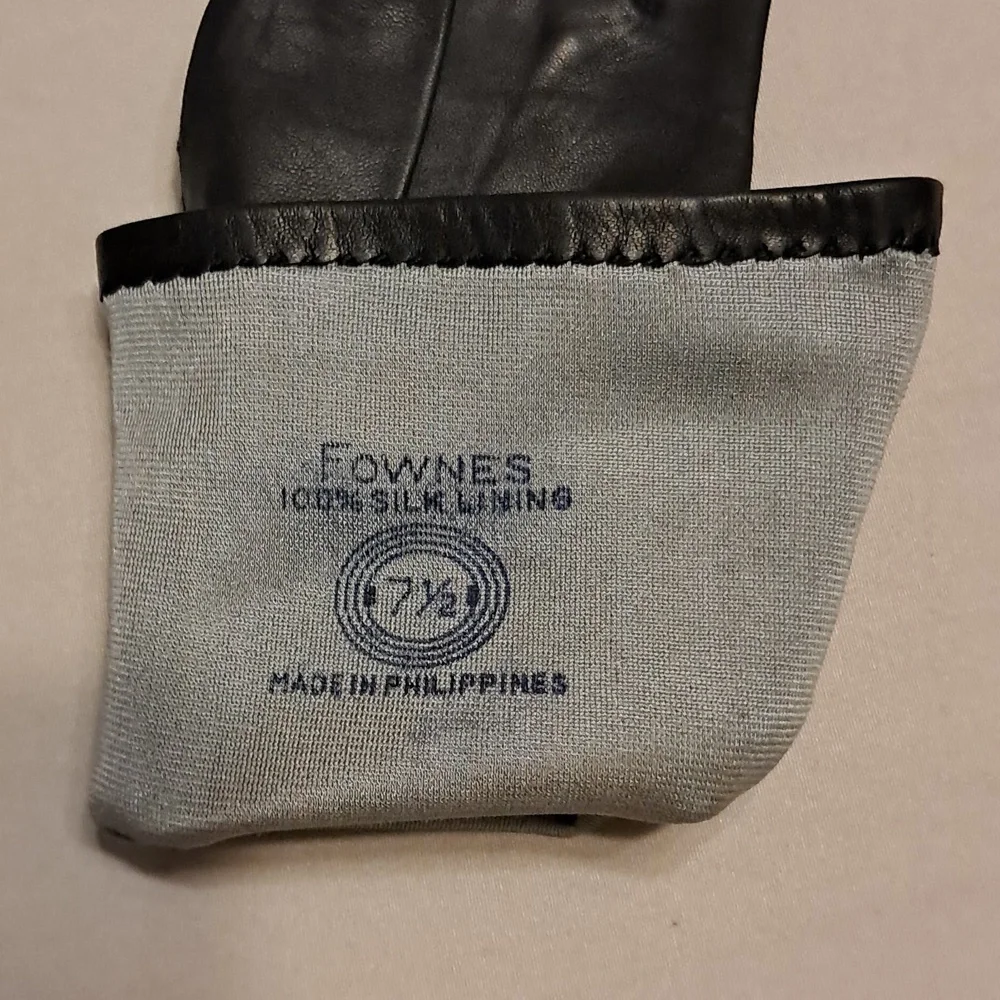 FOWNES
100% SILK LINING
7½
MADE IN PHILIPPINES